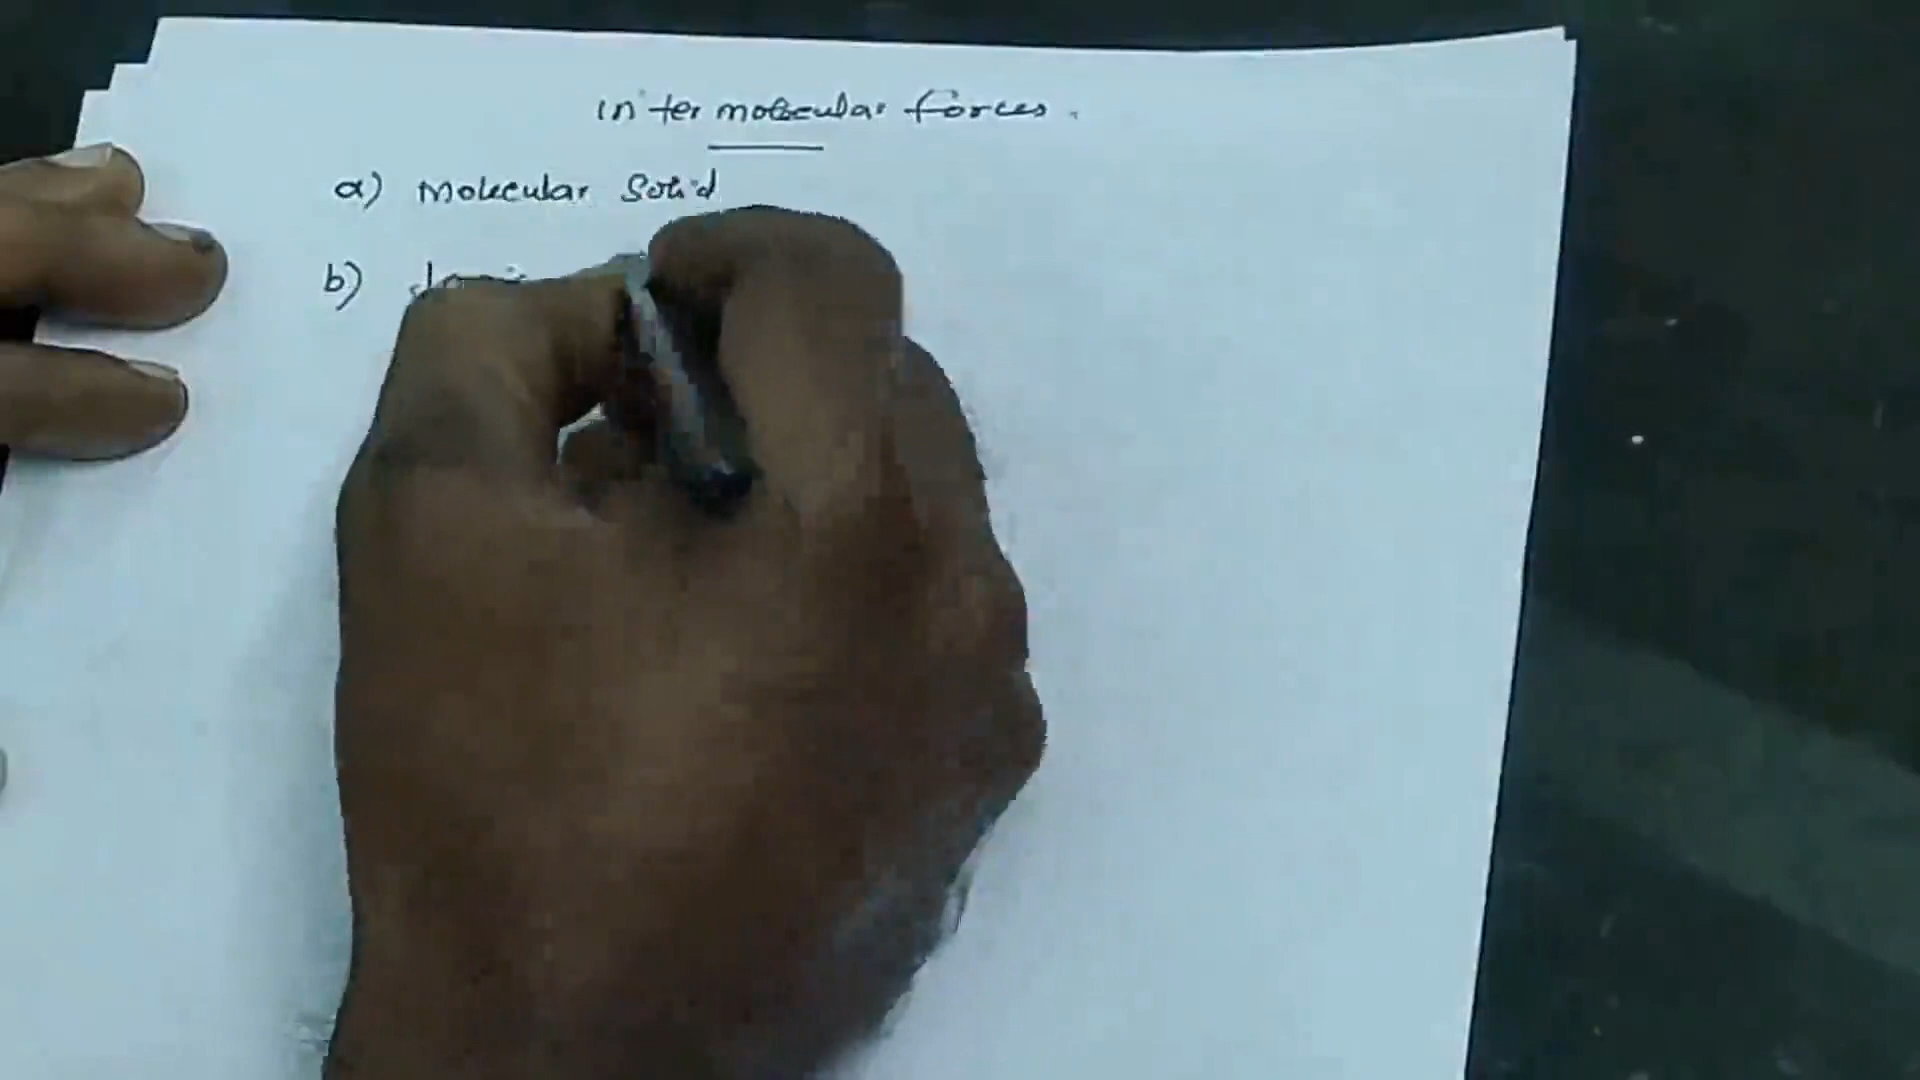 Inter molecular forces.
a) Molecular Solid
b)